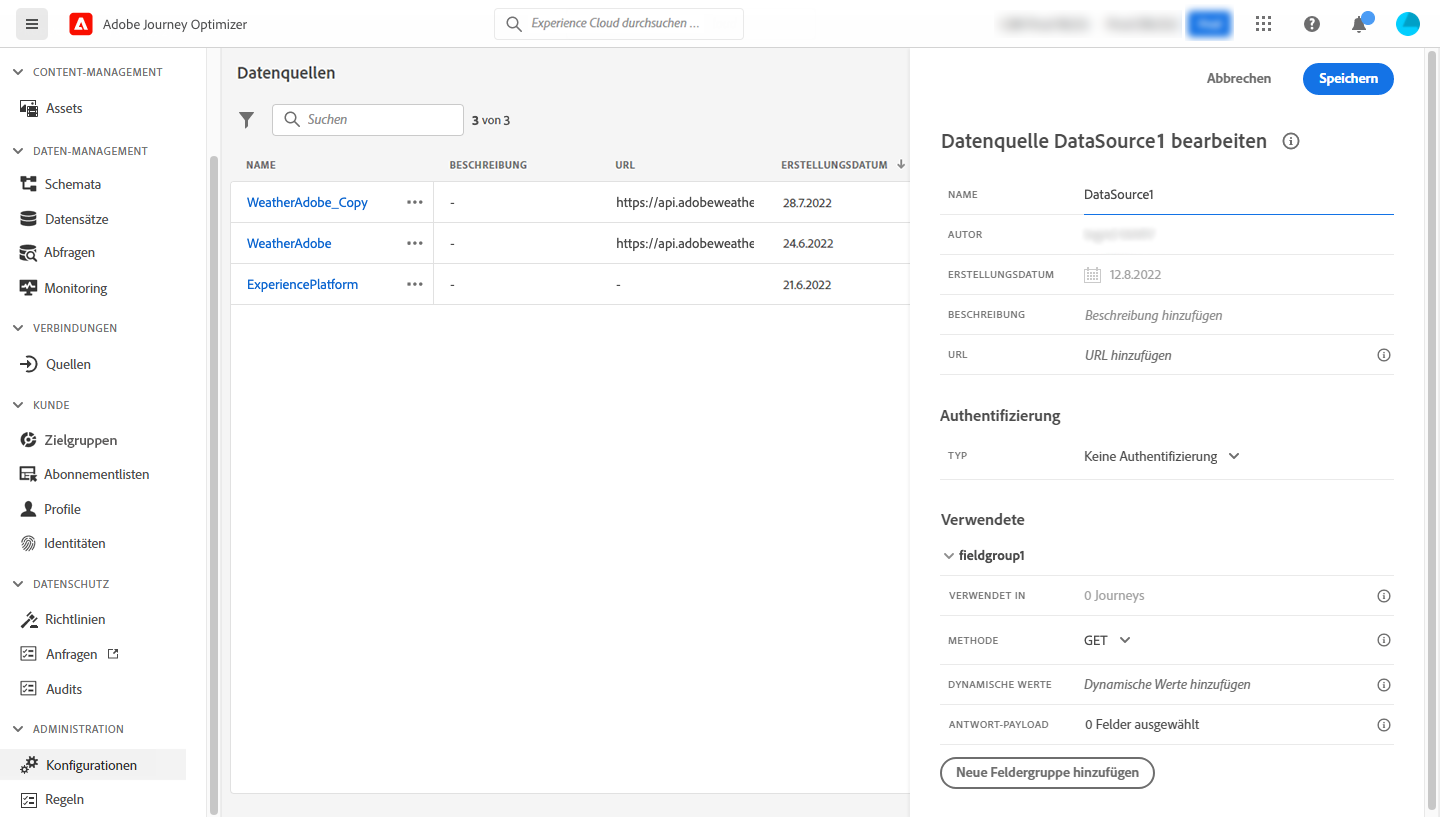 Adobe Journey Optimizer
Experience Cloud durchsuchen ...
CONTENT-MANAGEMENT
Assets
DATEN-MANAGEMENT
Schemata
Datensätze
Abfragen
Monitoring
VERBINDUNGEN
Quellen
KUNDE
Zielgruppen
Abonnementlisten
Profile
Identitäten
DATENSCHUTZ
Richtlinien
Anfragen
Audits
ADMINISTRATION
Konfigurationen
Regeln
Datenquellen
Suchen
3 von 3
NAME BESCHREIBUNG URL ERSTELLUNGSDATUM
WeatherAdobe_Copy ••• - https://api.adobeweathe 28.7.2022
WeatherAdobe ••• - https://api.adobeweathe 24.6.2022
ExperiencePlatform ••• - - 21.6.2022
Abbrechen
Speichern
Datenquelle DataSource1 bearbeiten
NAME DataSource1
AUTOR
ERSTELLUNGSDATUM 12.8.2022
BESCHREIBUNG Beschreibung hinzufügen
URL URL hinzufügen
Authentifizierung
TYP Keine Authentifizierung
Verwendete
fieldgroup1
VERWENDET IN 0 Journeys
METHODE GET
DYNAMISCHE WERTE Dynamische Werte hinzufügen
ANTWORT-PAYLOAD 0 Felder ausgewählt
Neue Feldergruppe hinzufügen